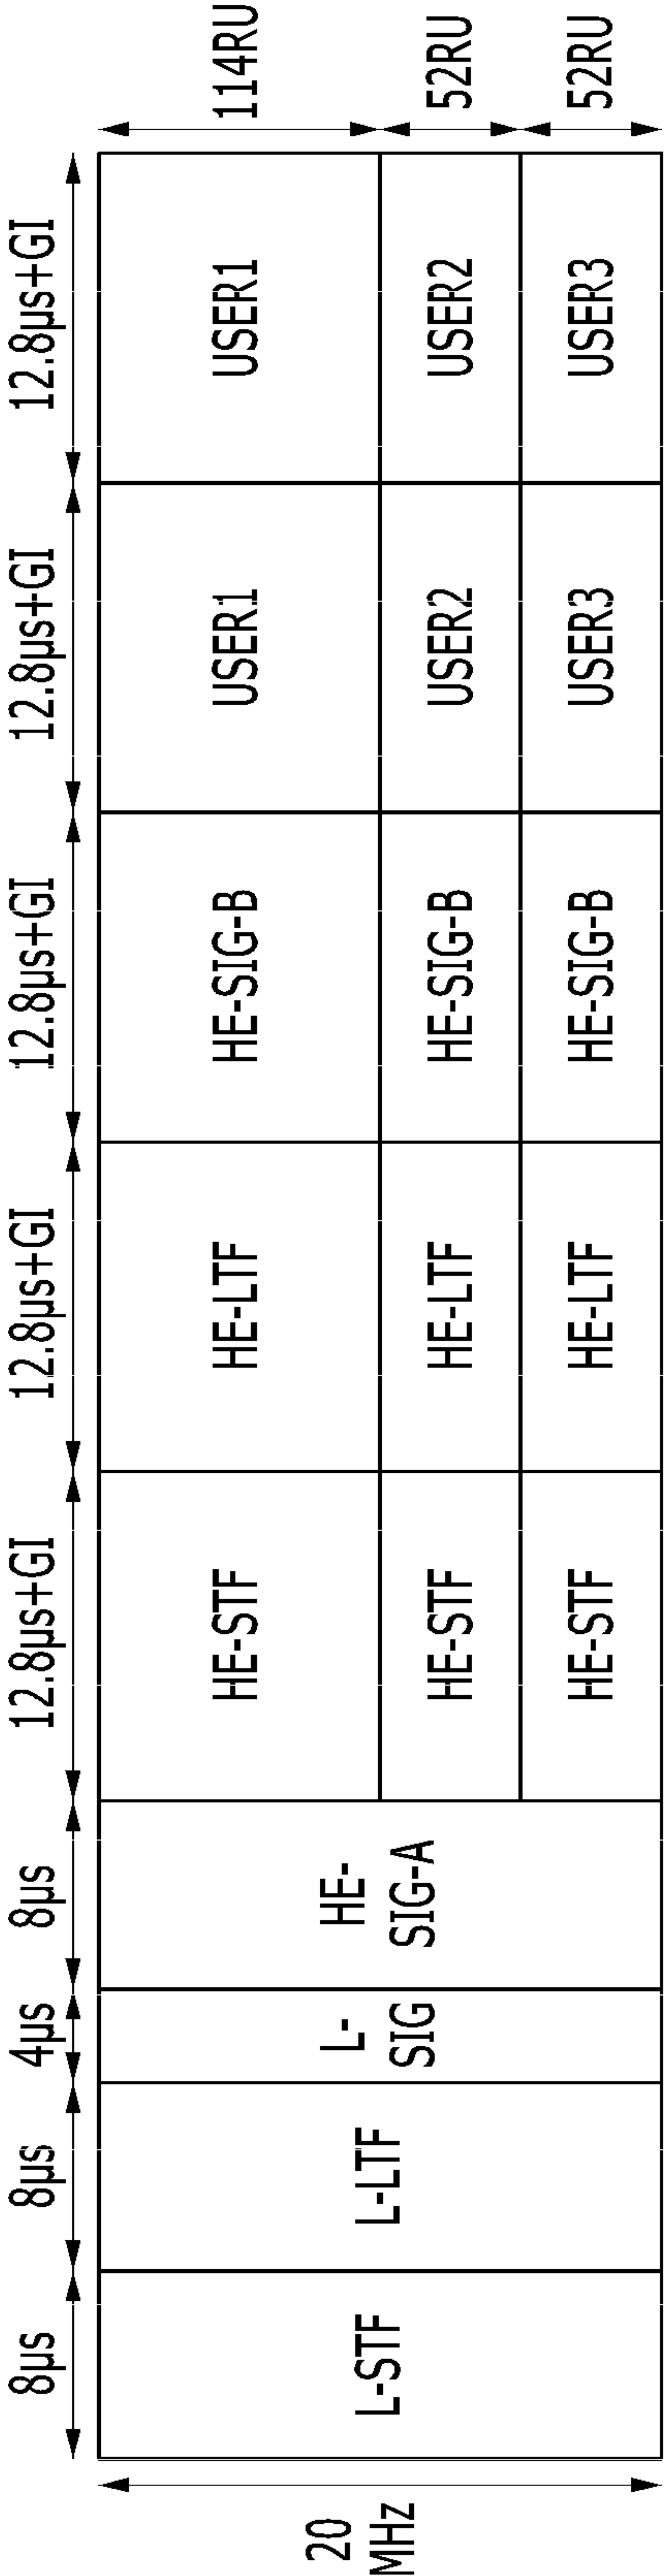 8µs
8µs
4µs
8µs
12.8µs+GI
12.8µs+GI
12.8µs+GI
12.8µs+GI
12.8µs+GI
20
MHz
L-STF
L-LTF
L-
SIG
HE-
SIG-A
HE-STF
HE-LTF
HE-SIG-B
USER1
USER1
114RU
HE-STF
HE-LTF
HE-SIG-B
USER2
USER2
52RU
HE-STF
HE-LTF
HE-SIG-B
USER3
USER3
52RU